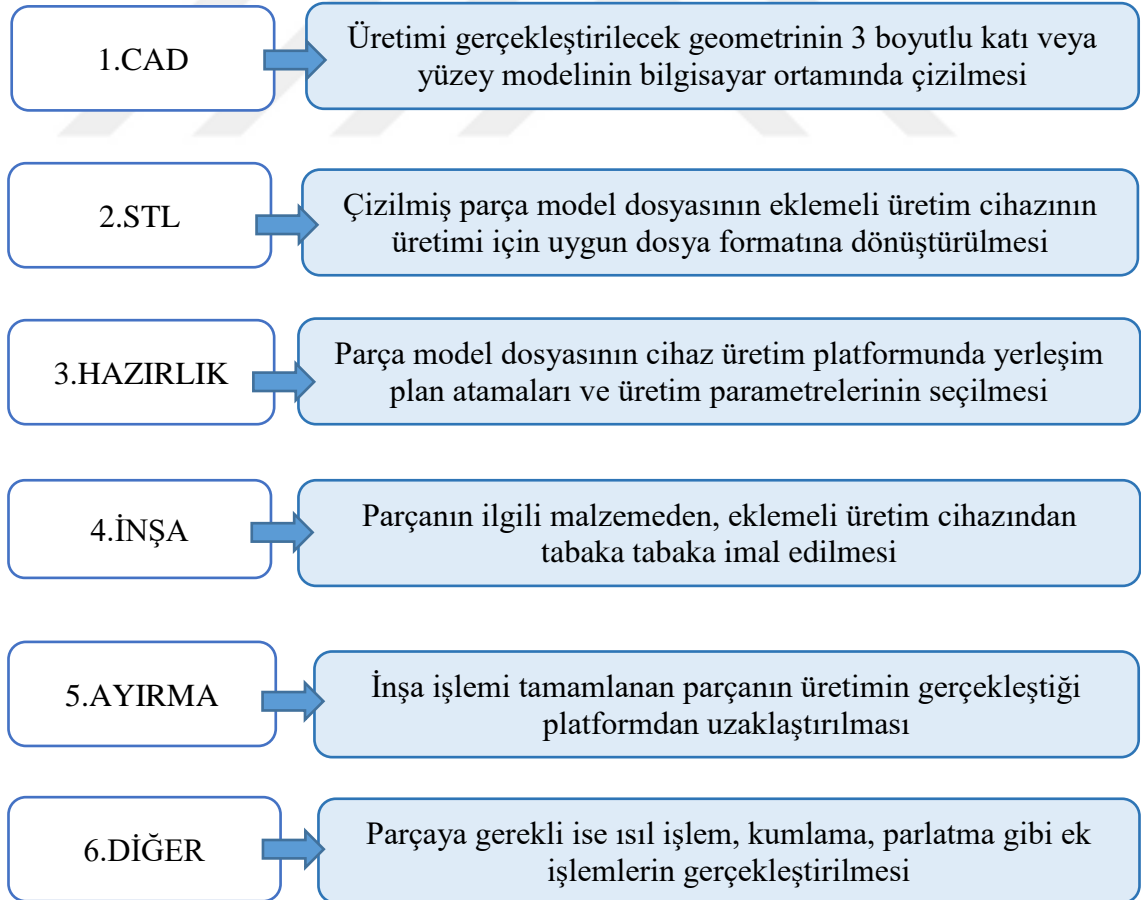 1.CAD
Üretimi gerçekleştirilecek geometrinin 3 boyutlu katı veya
yüzey modelinin bilgisayar ortamında çizilmesi
2.STL
Çizilmiş parça model dosyasının eklemeli üretim cihazının
üretimi için uygun dosya formatına dönüştürülmesi
3.HAZIRLIK
Parça model dosyasının cihaz üretim platformunda yerleşim
plan atamaları ve üretim parametrelerinin seçilmesi
4.İNŞA
Parçanın ilgili malzemeden, eklemeli üretim cihazından
tabaka tabaka imal edilmesi
5.AYIRMA
İnşa işlemi tamamlanan parçanın üretimin gerçekleştiği
platformdan uzaklaştırılması
6.DİĞER
Parçaya gerekli ise ısıl işlem, kumlama, parlatma gibi ek
işlemlerin gerçekleştirilmesi